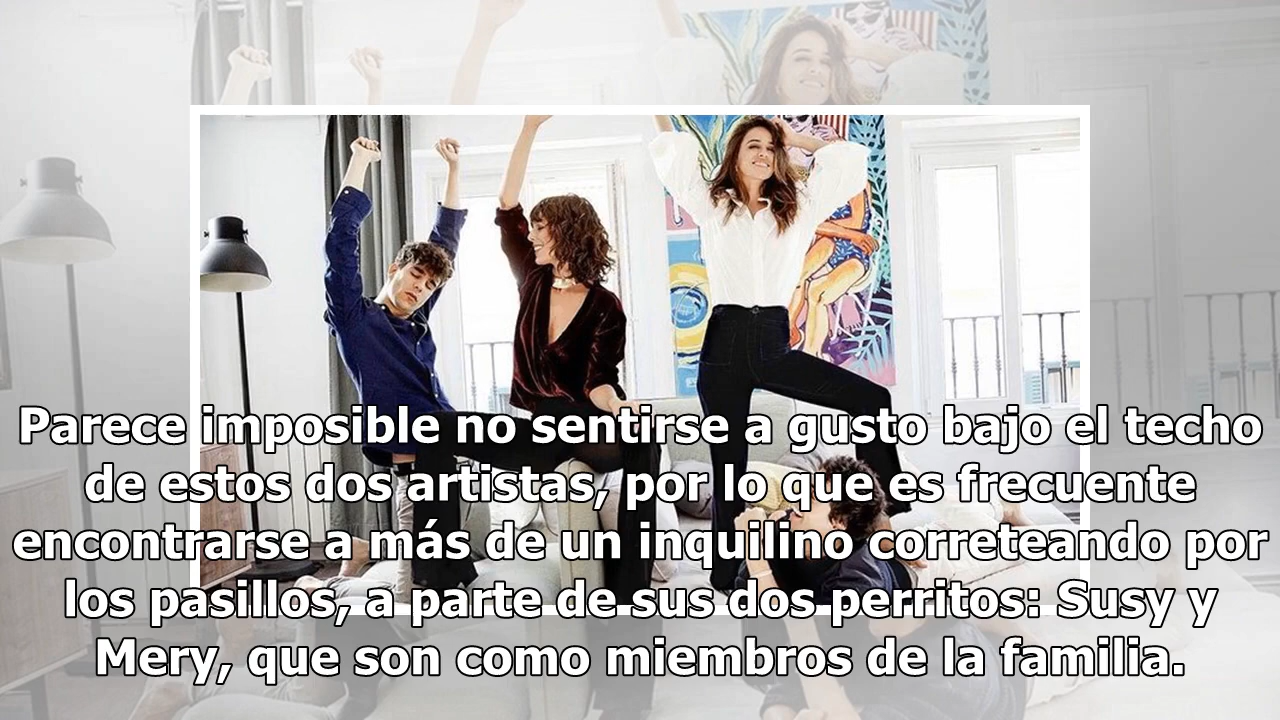 Parece imposible no sentirse a gusto bajo el techo
de estos dos artistas, por lo que es frecuente
encontrarse a más de un inquilino correteando por
los pasillos, a parte de sus dos perritos: Susy y
Mery, que son como miembros de la familia.